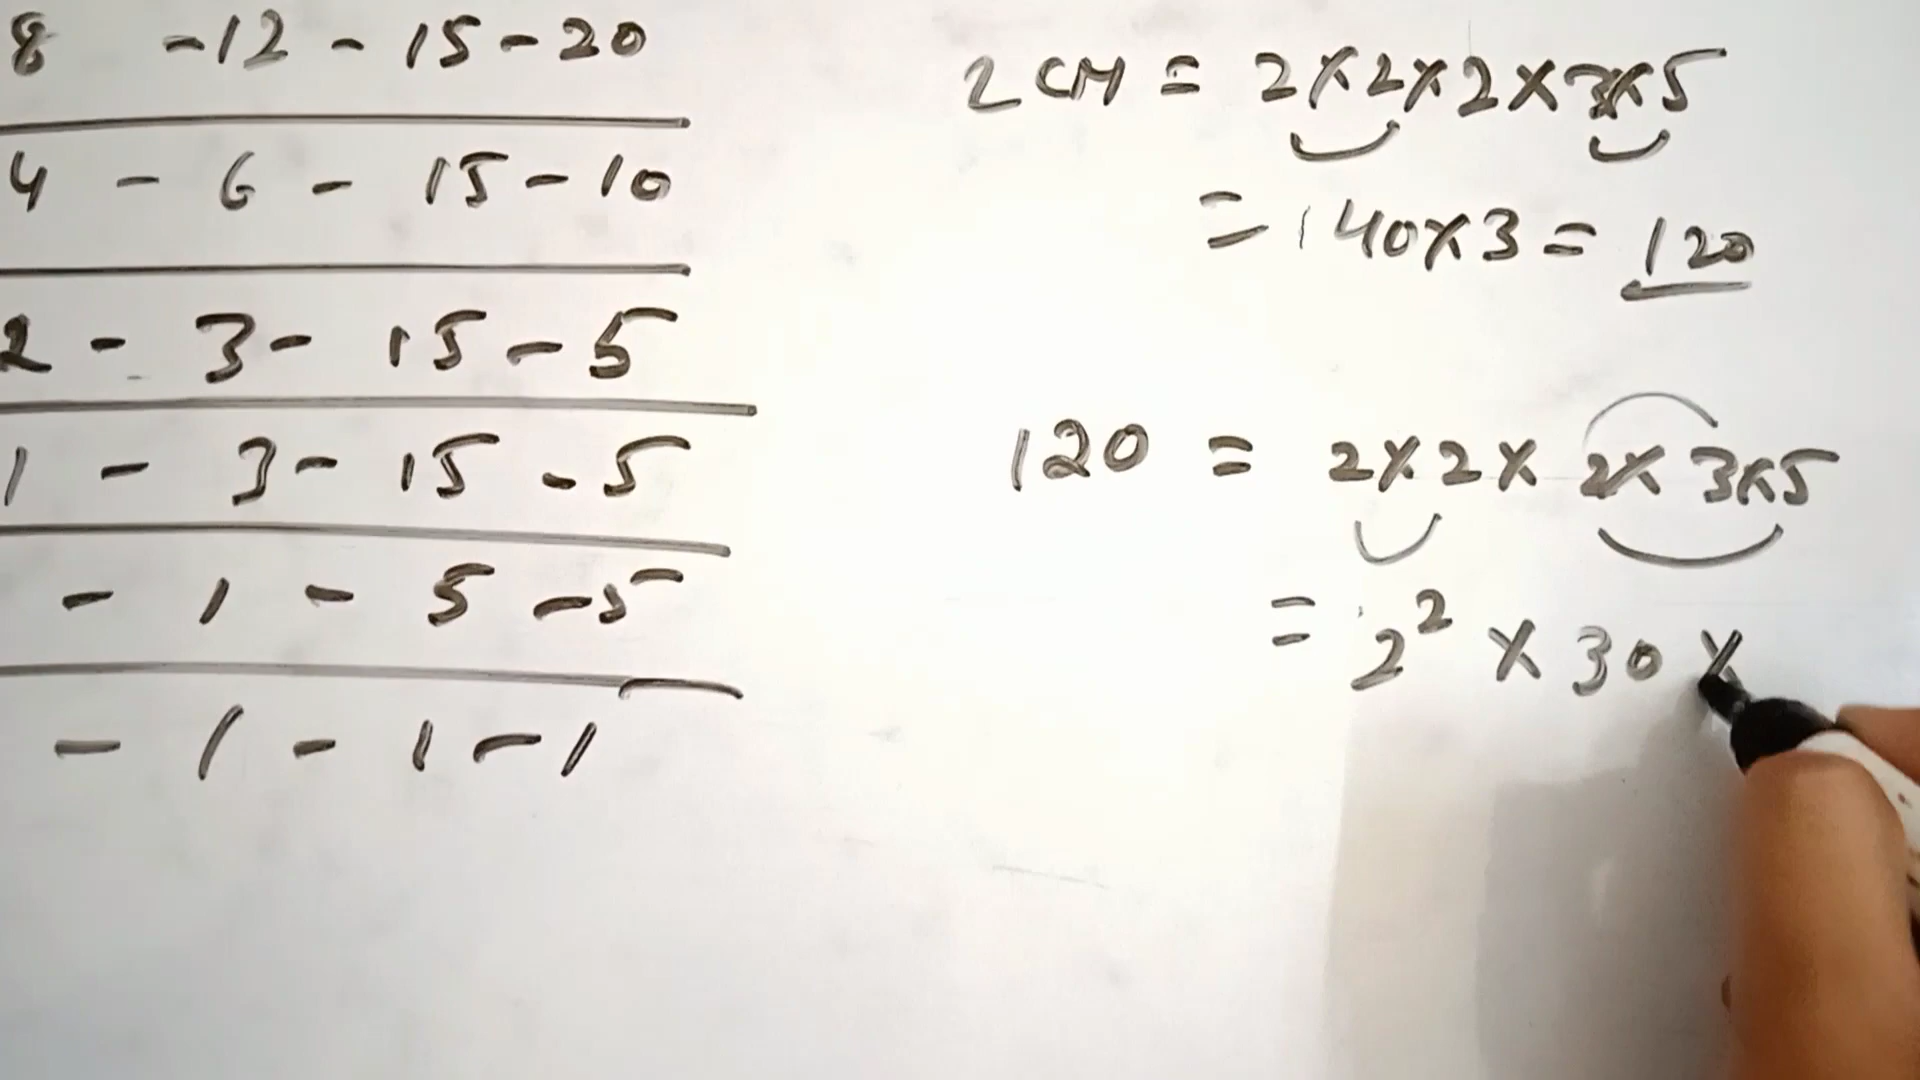 8 - 12 - 15 - 20
4 - 6 - 15 - 10
2 - 3 - 15 - 5
1 - 3 - 15 - 5
- 1 - 5 - 5
- 1 - 1 - 1
LCM = 2×2×2×3×5
= 40×3 = 120
120 = 2×2×2×3×5
= 2² × 30 ×